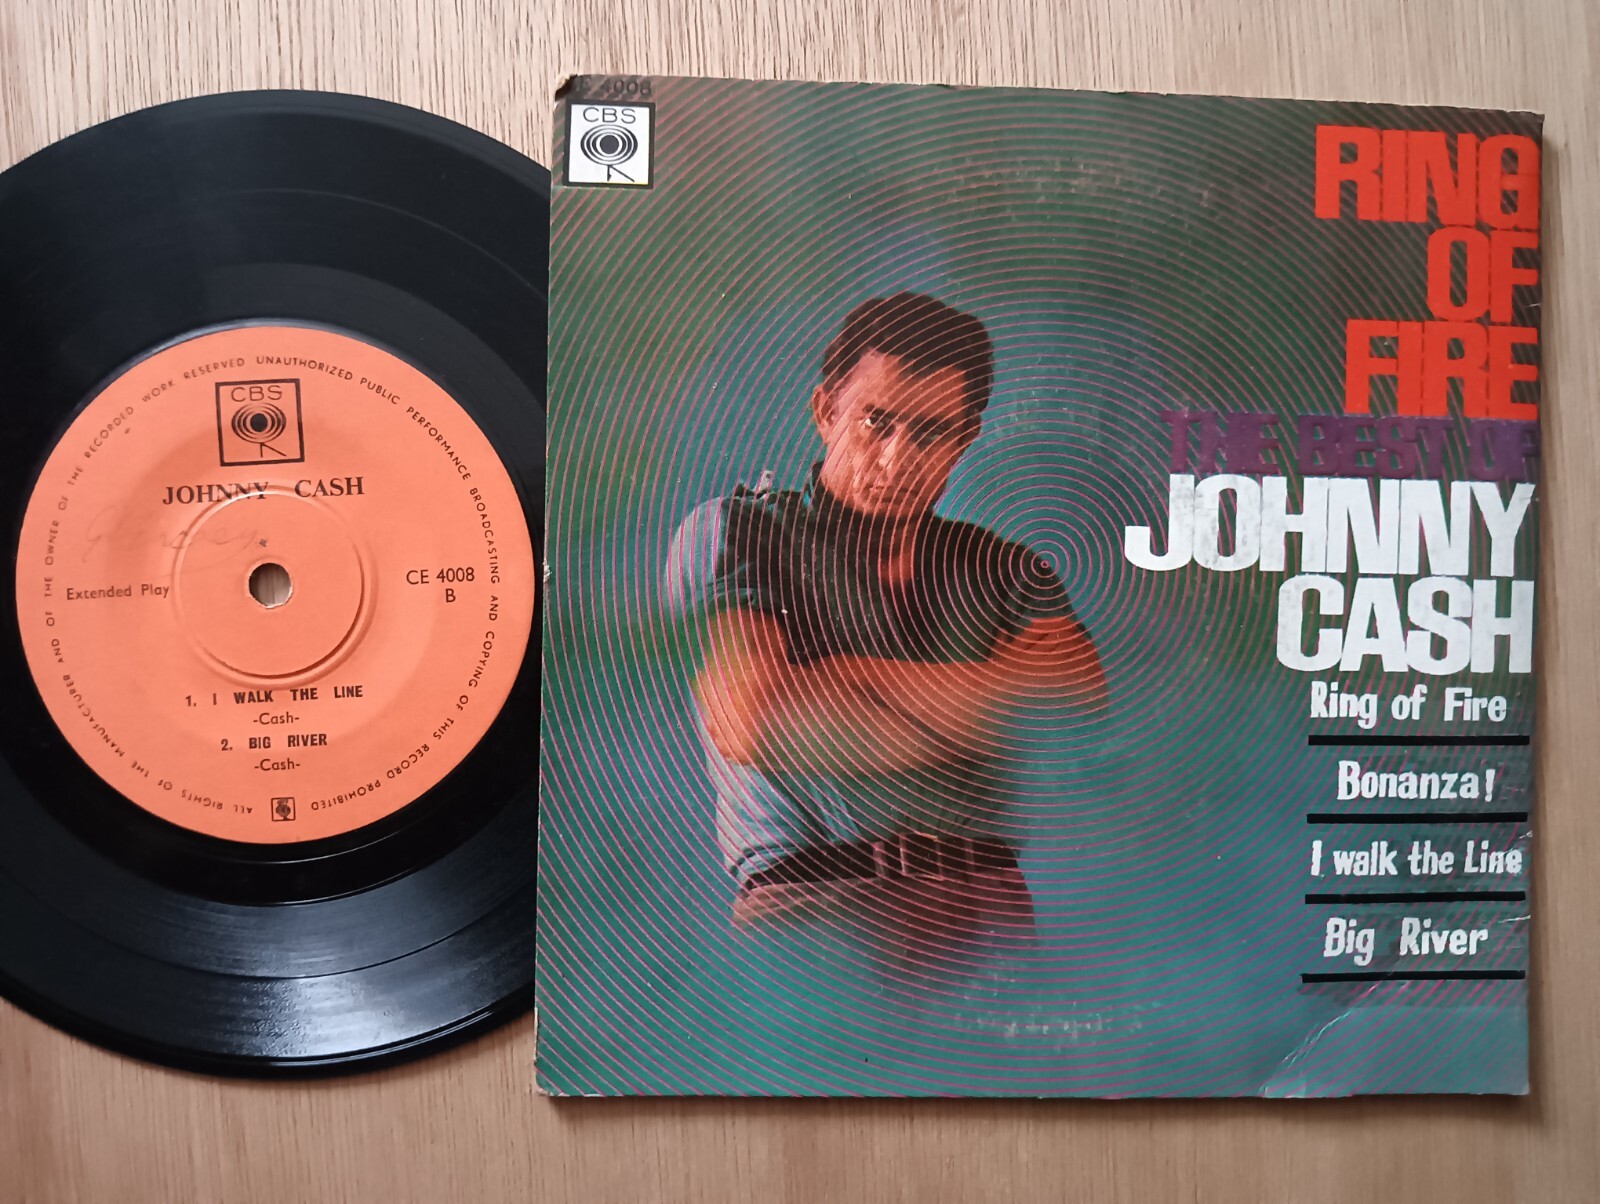 WORK RESERVED UNAUTHORIZED PUBLIC PERFORMANCE BROADCASTING AND COPYING OF THIS RECORD PROHIBITED
ALL RIGHTS OF THE MANUFACTURER AND OF THE OWNER OF THE RECORDED
CBS
JOHNNY CASH
Extended Play
CE 4008
B
1. I WALK THE LINE
-Cash-
2. BIG RIVER
-Cash-
4008
CBS
RING
OF
FIRE
THE BEST OF
JOHNNY
CASH
Ring of Fire
Bonanza!
I walk the Line
Big River